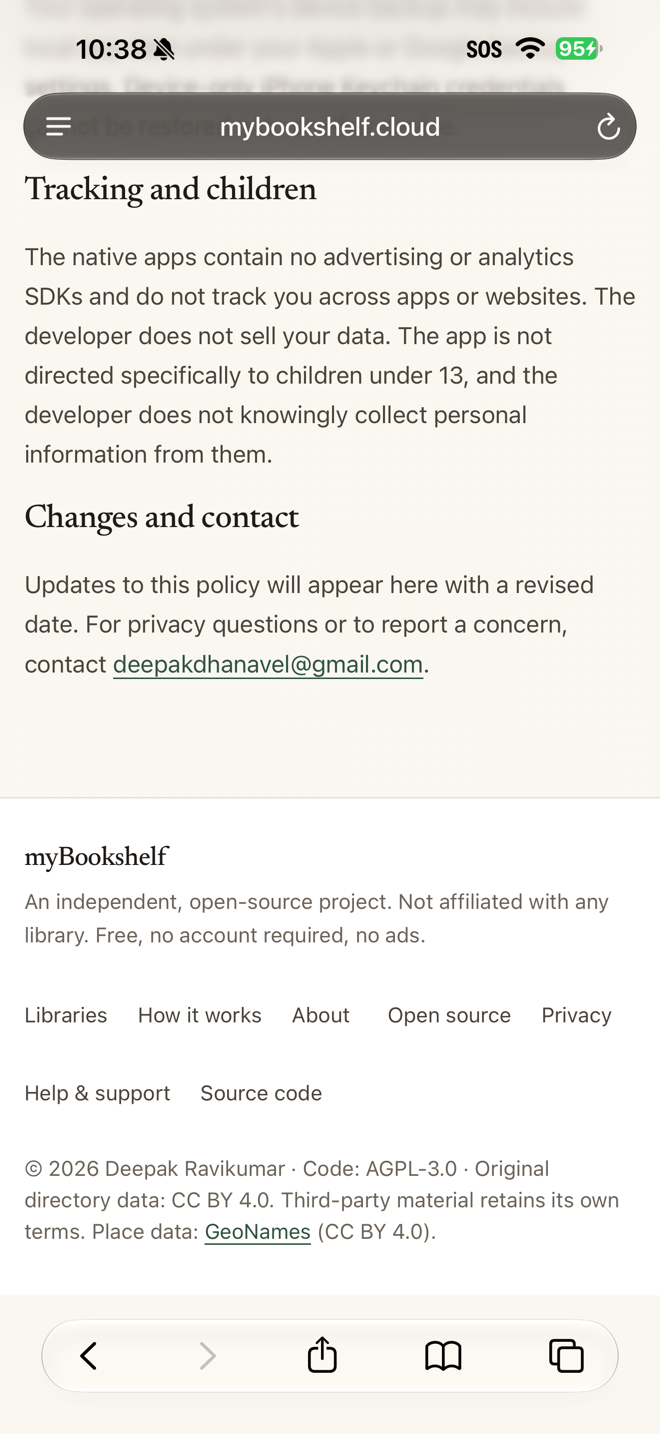 10:38
SOS
95
settings. Device-only iPhone Keychain credentials
mybookshelf.cloud
Tracking and children
The native apps contain no advertising or analytics
SDKs and do not track you across apps or websites. The
developer does not sell your data. The app is not
directed specifically to children under 13, and the
developer does not knowingly collect personal
information from them.
Changes and contact
Updates to this policy will appear here with a revised
date. For privacy questions or to report a concern,
contact deepakdhanavel@gmail.com.
myBookshelf
An independent, open-source project. Not affiliated with any
library. Free, no account required, no ads.
Libraries How it works About Open source Privacy
Help & support Source code
© 2026 Deepak Ravikumar · Code: AGPL-3.0 · Original
directory data: CC BY 4.0. Third-party material retains its own
terms. Place data: GeoNames (CC BY 4.0).